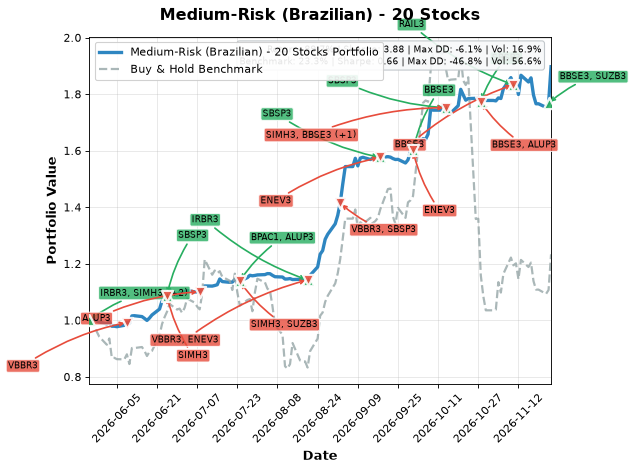 Medium-Risk (Brazilian) - 20 Stocks
RAIL3
3.88 | Max DD: -6.1% | Vol: 16.9%
0.66 | Max DD: -46.8% | Vol: 56.6%
Medium-Risk (Brazilian) - 20 Stocks Portfolio
Buy & Hold Benchmark
BBSE3, SUZB3
BBSE3
SBSP3
SIMH3, BBSE3 (+1)
BBSE3
BBSE3, ALUP3
ENEV3
ENEV3
IRBR3
VBBR3, SBSP3
SBSP3
BPAC1, ALUP3
IRBR3, SIMH3
ALUP3
SIMH3, SUZB3
VBBR3, ENEV3
SIMH3
VBBR3
2.0
1.8
1.6
1.4
1.2
1.0
0.8
Portfolio Value
2026-06-05
2026-06-21
2026-07-07
2026-07-23
2026-08-08
2026-08-24
2026-09-09
2026-09-25
2026-10-11
2026-10-27
2026-11-12
Date